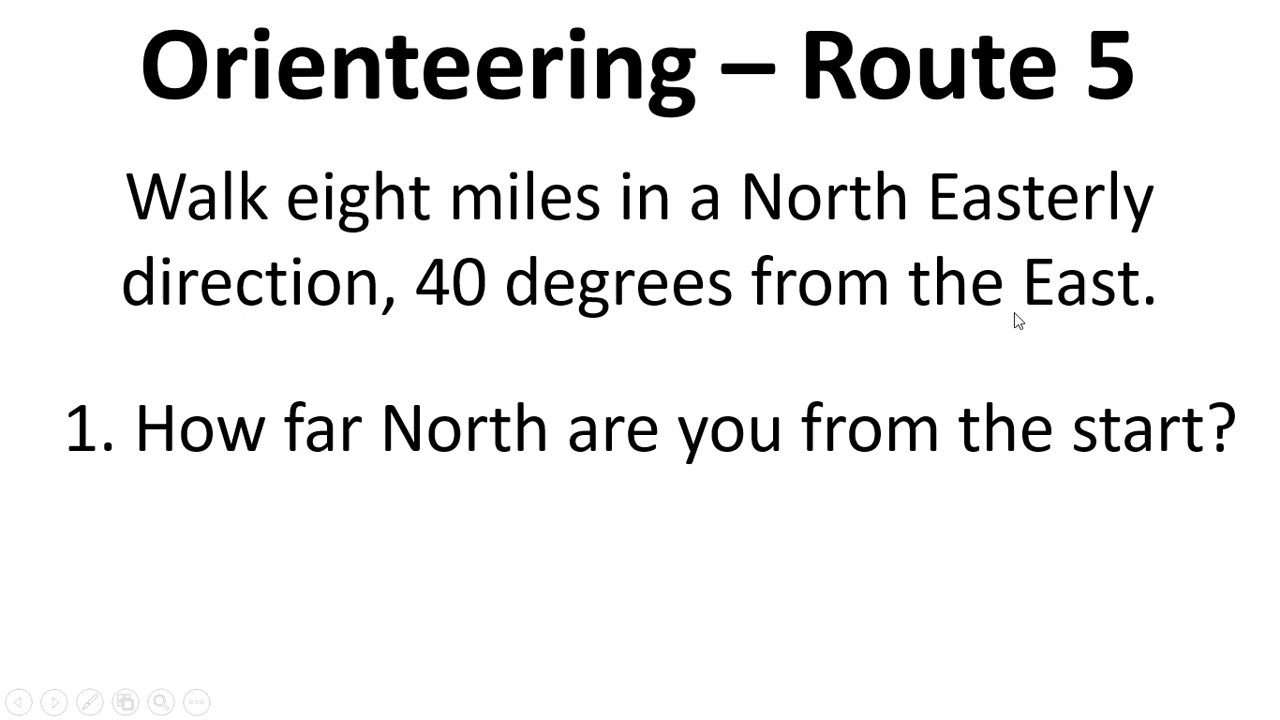 Orienteering – Route 5
Walk eight miles in a North Easterly
direction, 40 degrees from the East.
1. How far North are you from the start?